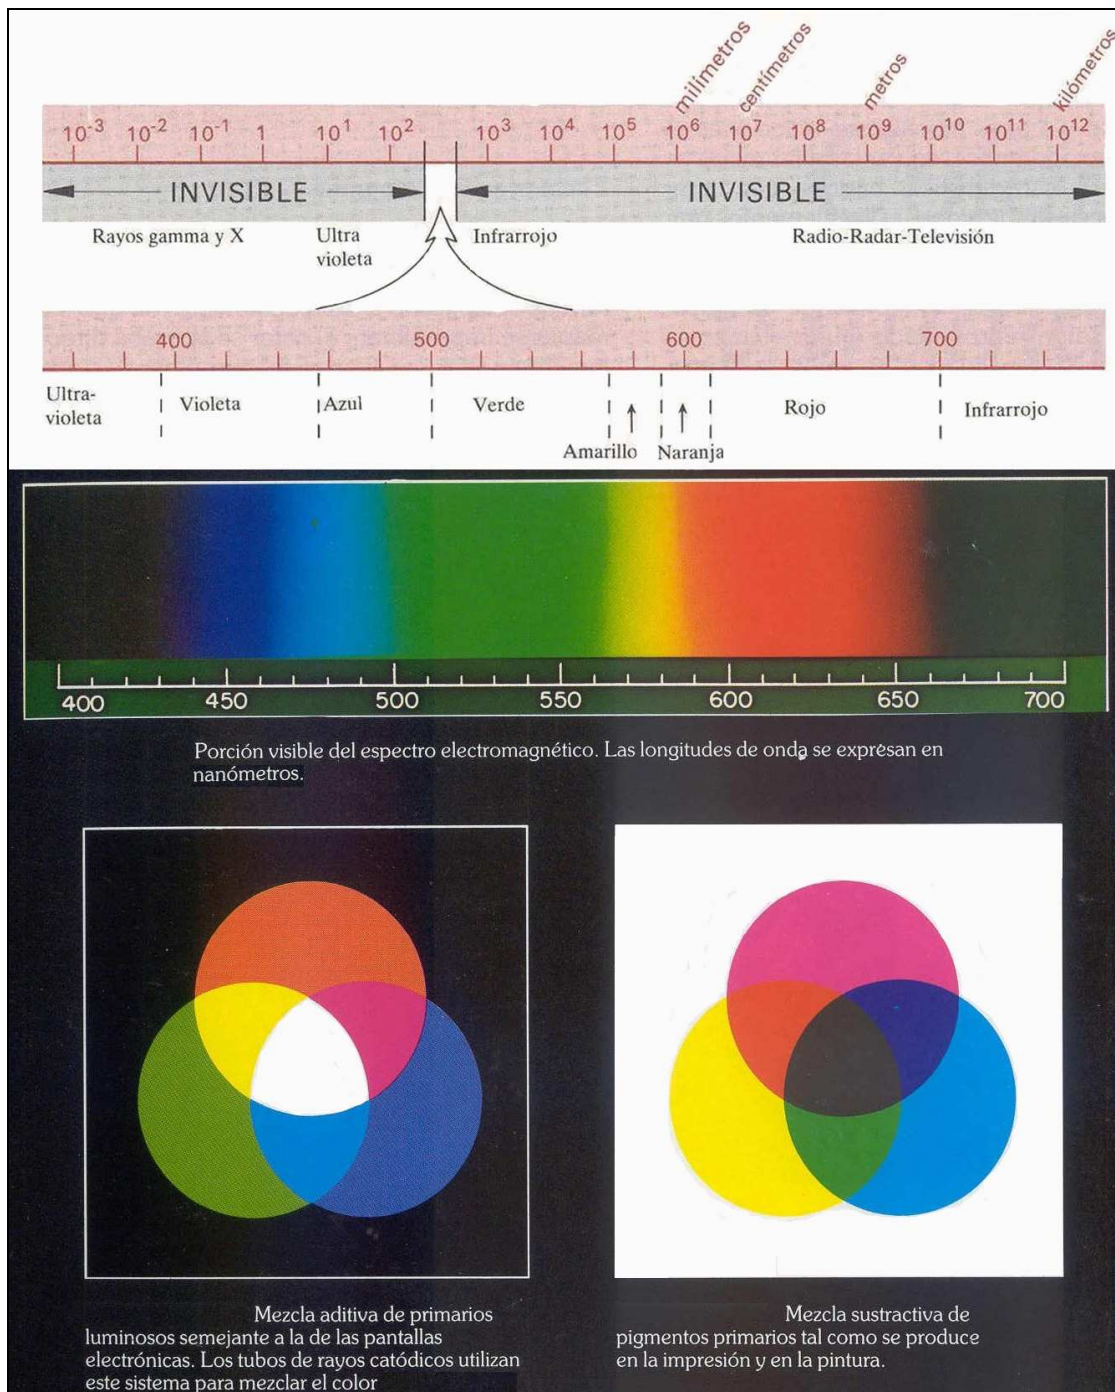 milímetros centímetros metros kilómetros
10-3 10-2 10-1 1 101 102 103 104 105 106 107 108 109 1010 1011 1012
INVISIBLE INVISIBLE
Rayos gamma y X Ultra Infrarrojo Radio-Radar-Televisión
violeta
400 500 600 700
Ultra- Violeta Azul Verde Rojo Infrarrojo
violeta
Amarillo Naranja
400 450 500 550 600 650 700
Porción visible del espectro electromagnético. Las longitudes de onda se expresan en
nanómetros.
Mezcla aditiva de primarios
luminosos semejante a la de las pantallas
electrónicas. Los tubos de rayos catódicos utilizan
este sistema para mezclar el color
Mezcla sustractiva de
pigmentos primarios tal como se produce
en la impresión y en la pintura.